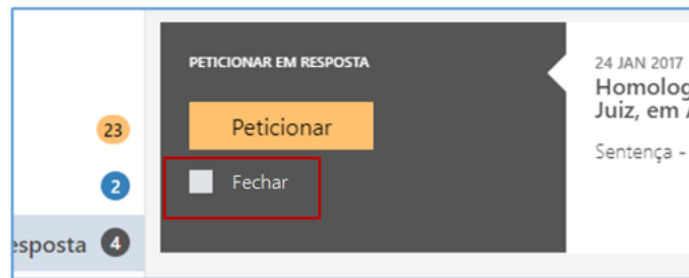 PETICIONAR EM RESPOSTA
Peticionar
Fechar
23
2
esposta 4
24 JAN 2017
Homolog
Juiz, em
Sentença -